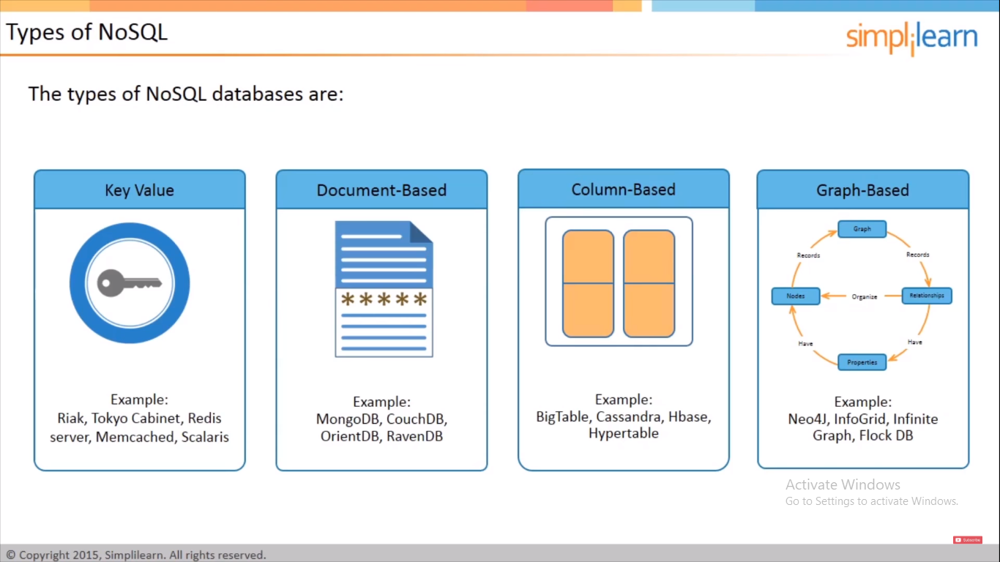 Types of NoSQL
simplilearn
The types of NoSQL databases are:
Key Value
Example:
Riak, Tokyo Cabinet, Redis
server, Memcached, Scalaris
Document-Based
*****
Example:
MongoDB, CouchDB,
OrientDB, RavenDB
Column-Based
Example:
BigTable, Cassandra, Hbase,
Hypertable
Graph-Based
Graph
Records
Records
Nodes
Organize
Relationships
Have
Have
Properties
Example:
Neo4J, InfoGrid, Infinite
Graph, Flock DB
Activate Windows
Go to Settings to activate Windows.
Subscribe
© Copyright 2015, Simplilearn. All rights reserved.